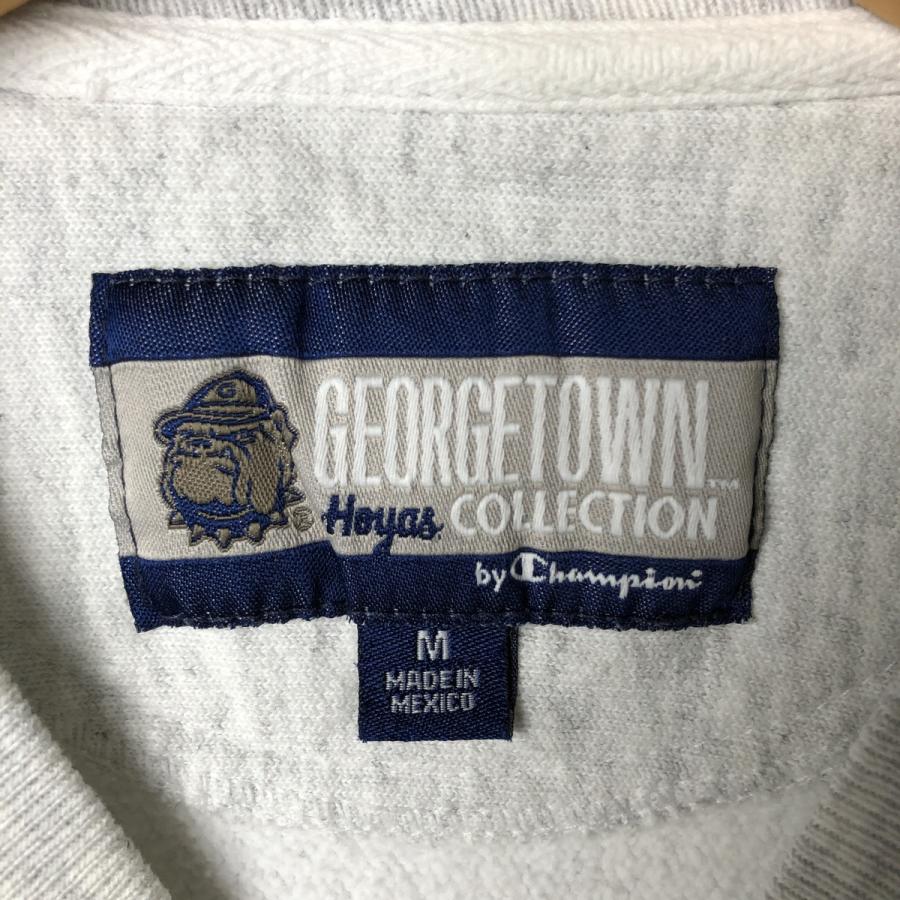 G
GEORGETOWN™
® Hoyas COLLECTION
by Champion
M
MADE IN
MEXICO